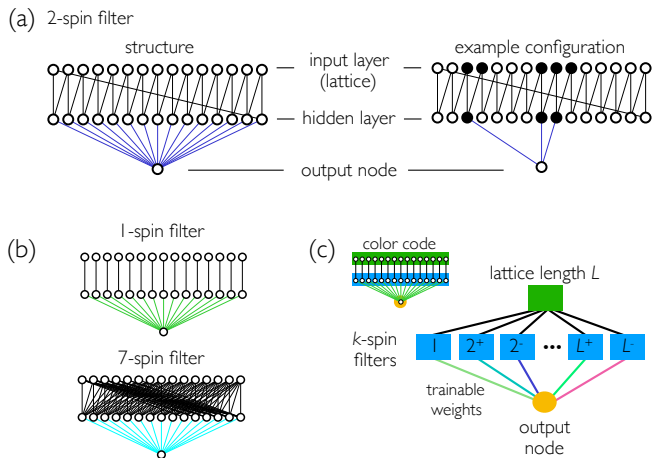 (a) 2-spin filter
structure
input layer
(lattice)
example configuration
hidden layer
output node
(b)
1-spin filter
7-spin filter
(c)
color code
lattice length L
k-spin
filters
1 2+ 2- ••• L+ L-
trainable
weights
output
node